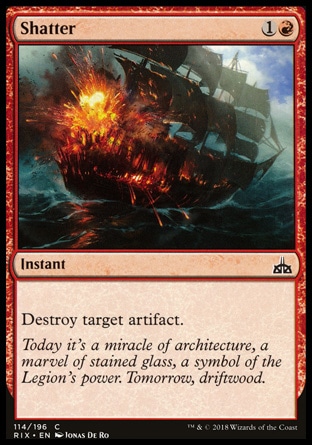 Shatter 1
Instant
Destroy target artifact.
Today it's a miracle of architecture, a
marvel of stained glass, a symbol of the
Legion's power. Tomorrow, driftwood.
114/196 C
RIX • EN Jonas De Ro ™ & © 2018 Wizards of the Coast